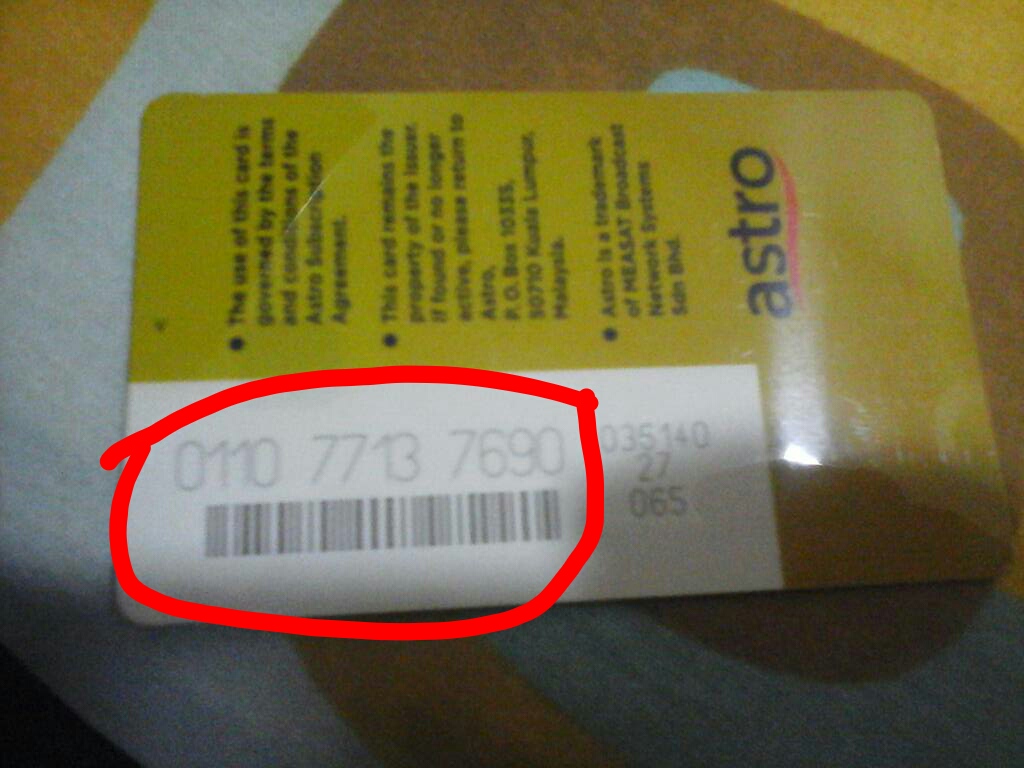 The use of this card is
governed by the terms
and conditions of the
Astro Subscription
Agreement.
This card remains the
property of the issuer.
If found or no longer
active, please return to
Astro,
P. O. Box 10335,
50710 Kuala Lumpur,
Malaysia.
Astro is a trademark
of MEASAT Broadcast
Network Systems
Sdn Bhd.
astro
0110 7713 7690
035140
27
065